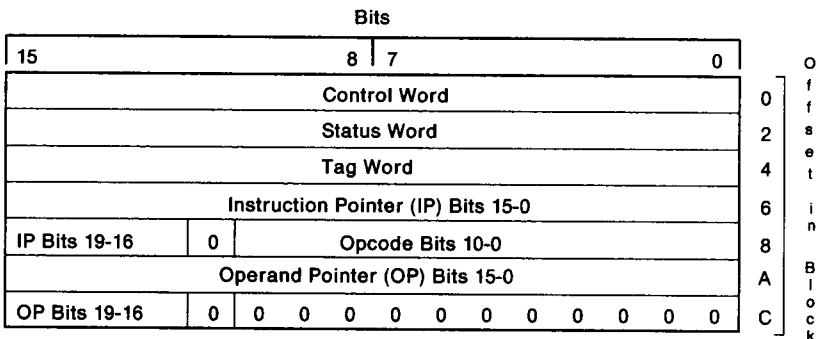 Bits
15 8 7 0
Control Word 0
Status Word 2
Tag Word 4
Instruction Pointer (IP) Bits 15-0 6
IP Bits 19-16 0 Opcode Bits 10-0 8
Operand Pointer (OP) Bits 15-0 A
OP Bits 19-16 0 0 0 0 0 0 0 0 0 0 0 0 C
Offset in Block